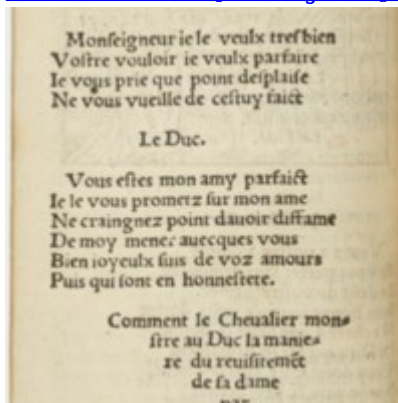 Monſeigneur ie le veulx treſbien
Voſtre vouloir ie veulx parfaire
Ie vous prie que point deſplaiſe
Ne vous vueille de ceſtuy faict
Le Duc.
Vous eſtes mon amy parfaict
Ie le vous prometz ſur mon ame
Ne craingnez point dauoir diffame
De moy menez auecques vous
Bien ioyeulx ſuis de voz amours
Puis qui ſont en honneſtete.
Comment le Cheualier mon⸗
ſtre au Duc la manie⸗
re du reuiſitemẽt
de ſa dame